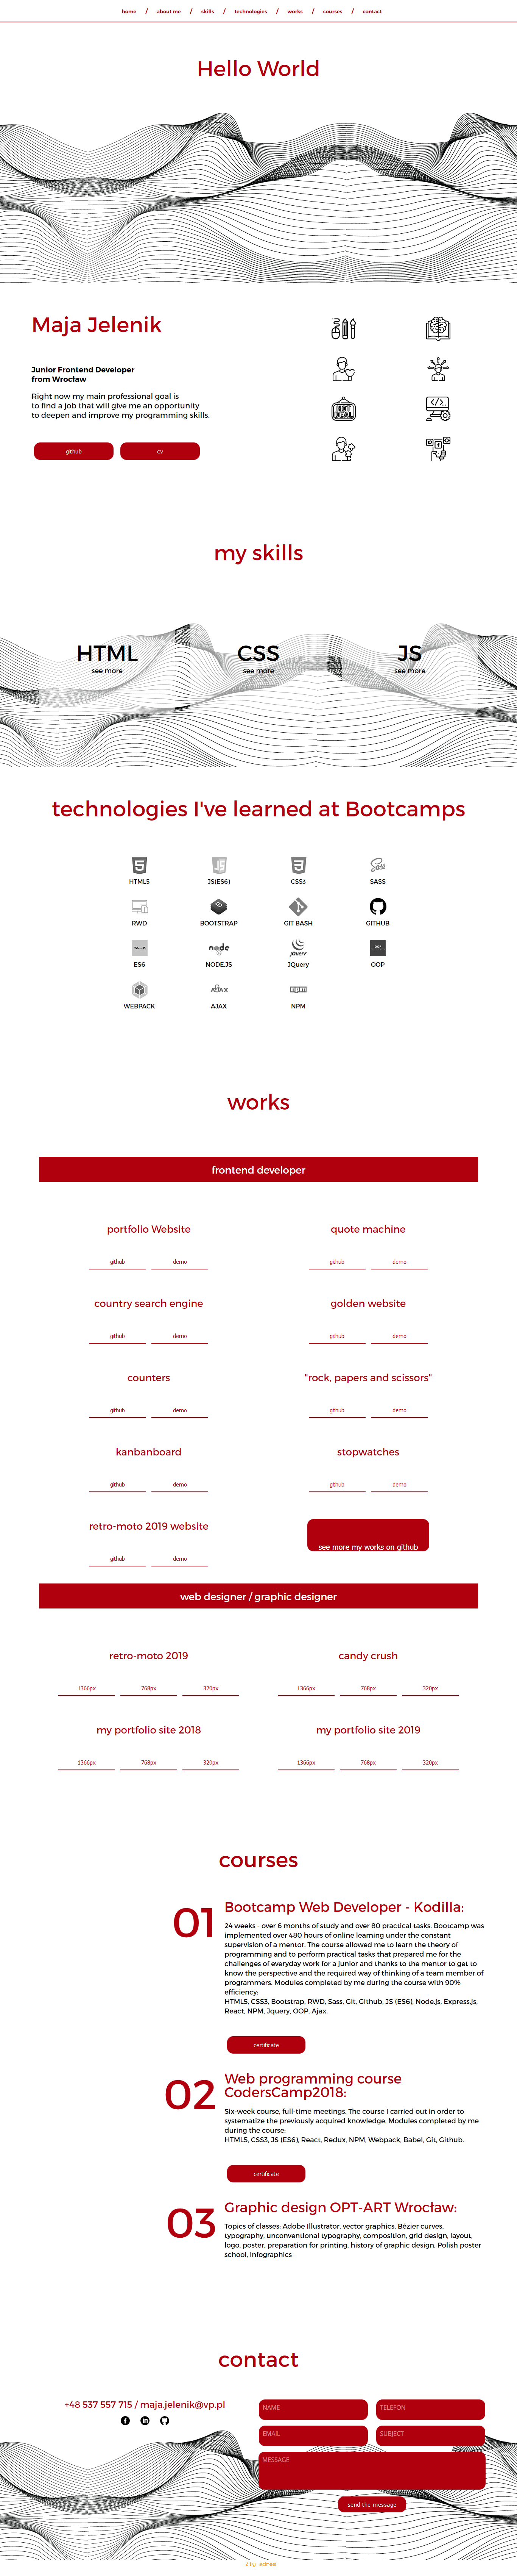 home / about me / skills / technologies / works / courses / contact
Hello World
Maja Jelenik
Junior Frontend Developer
from Wrocław
Right now my main professional goal is
to find a job that will give me an opportunity
to deepen and improve my programming skills.
github cv
my skills
HTML CSS JS
see more see more see more
technologies I've learned at Bootcamps
HTML5 JS(ES6) CSS3 SASS
RWD BOOTSTRAP GIT BASH GITHUB
ES6 NODE.JS JQuery OOP
WEBPACK AJAX NPM
works
frontend developer
portfolio Website quote machine
github demo github demo
country search engine golden website
github demo github demo
counters "rock, papers and scissors"
github demo github demo
kanbanboard stopwatches
github demo github demo
retro-moto 2019 website see more my works on github
github demo
web designer / graphic designer
retro-moto 2019 candy crush
1366px 768px 320px 1366px 768px 320px
my portfolio site 2018 my portfolio site 2019
1366px 768px 320px 1366px 768px 320px
courses
01 Bootcamp Web Developer - Kodilla:
24 weeks - over 6 months of study and over 80 practical tasks. Bootcamp was
implemented over 480 hours of online learning under the constant
supervision of a mentor. The course allowed me to learn the theory of
programming and to perform practical tasks that prepared me for the
challenges of everyday work for a junior and thanks to the mentor to get to
know the perspective and the required way of thinking of a team member of
programmers. Modules completed by me during the course with 90%
efficiency:
HTML5, CSS3, Bootstrap, RWD, Sass, Git, Github, JS (ES6), Node.js, Express.js,
React, NPM, Jquery, OOP, Ajax.
certificate
02 Web programming course
CodersCamp2018:
Six-week course, full-time meetings. The course I carried out in order to
systematize the previously acquired knowledge. Modules completed by me
during the course:
HTML5, CSS3, JS (ES6), React, Redux, NPM, Webpack, Babel, Git, Github.
certificate
03 Graphic design OPT-ART Wrocław:
Topics of classes: Adobe Illustrator, vector graphics, Bézier curves,
typography, unconventional typography, composition, grid design, layout,
logo, poster, preparation for printing, history of graphic design, Polish poster
school, infographics
contact
+48 537 557 715 / maja.jelenik@vp.pl
NAME TELEFON
EMAIL SUBJECT
MESSAGE
send the message
Zły adres